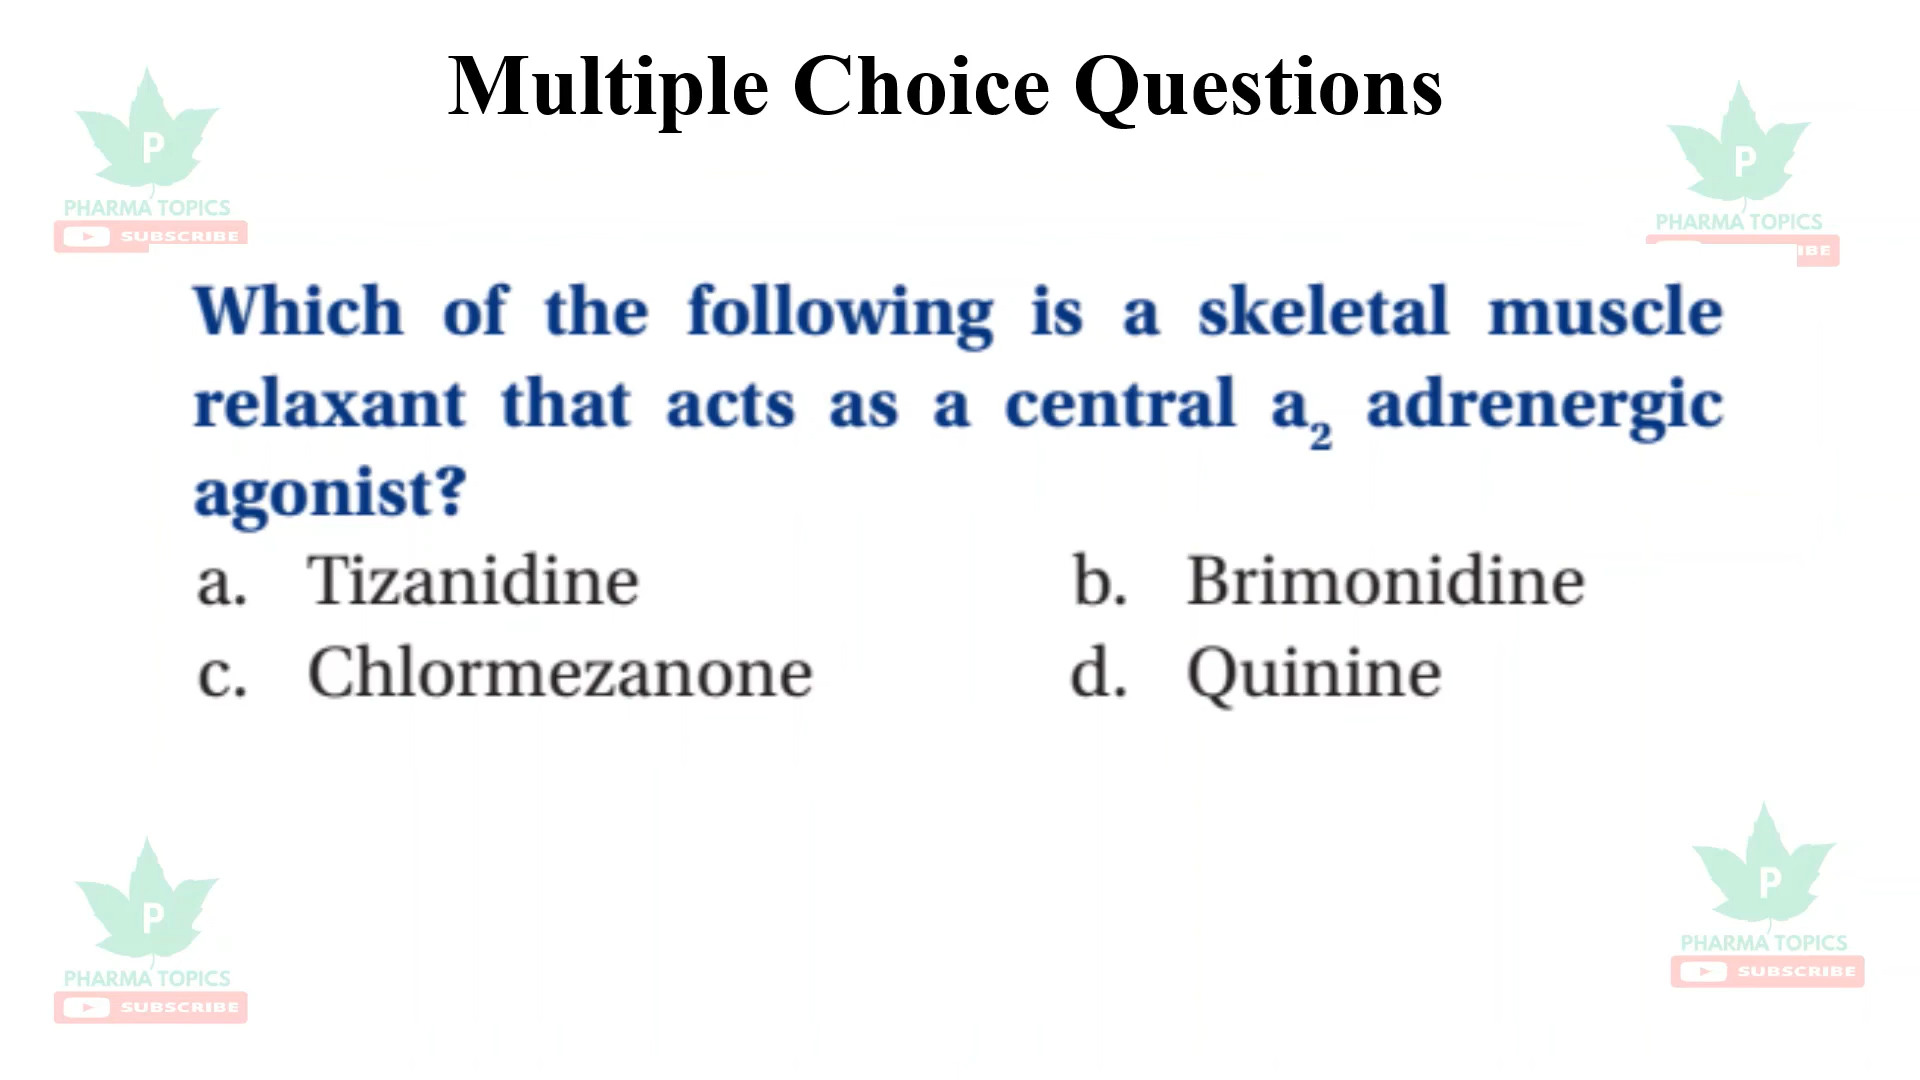 Multiple Choice Questions
P
PHARMA TOPICS
SUBSCRIBE
P
PHARMA TOPICS
IBE
Which of the following is a skeletal muscle
relaxant that acts as a central a₂ adrenergic
agonist?
a. Tizanidine b. Brimonidine
c. Chlormezanone d. Quinine
P
PHARMA TOPICS
SUBSCRIBE
P
PHARMA TOPICS
SUBSCRIBE